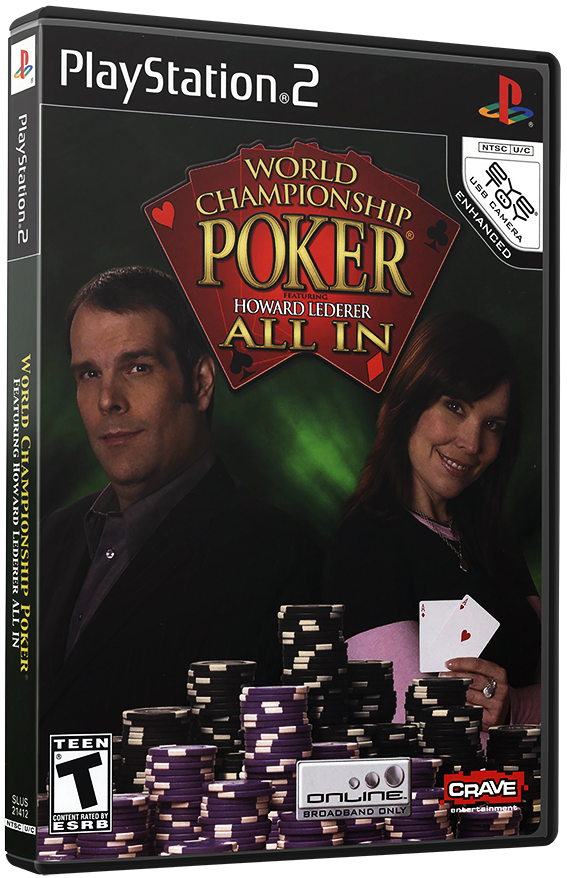 PlayStation®2
NTSC U/C
EYE
TOY®
USB CAMERA
ENHANCED
WORLD
CHAMPIONSHIP
POKER®
FEATURING
HOWARD LEDERER
ALL IN
A
A
TEEN
T
CONTENT RATED BY
ESRB
ONLINE
BROADBAND ONLY
CRAVE
entertainment
PlayStation®2
WORLD CHAMPIONSHIP POKER®
FEATURING HOWARD LEDERER ALL IN
SLUS
21412
NTSC U/C